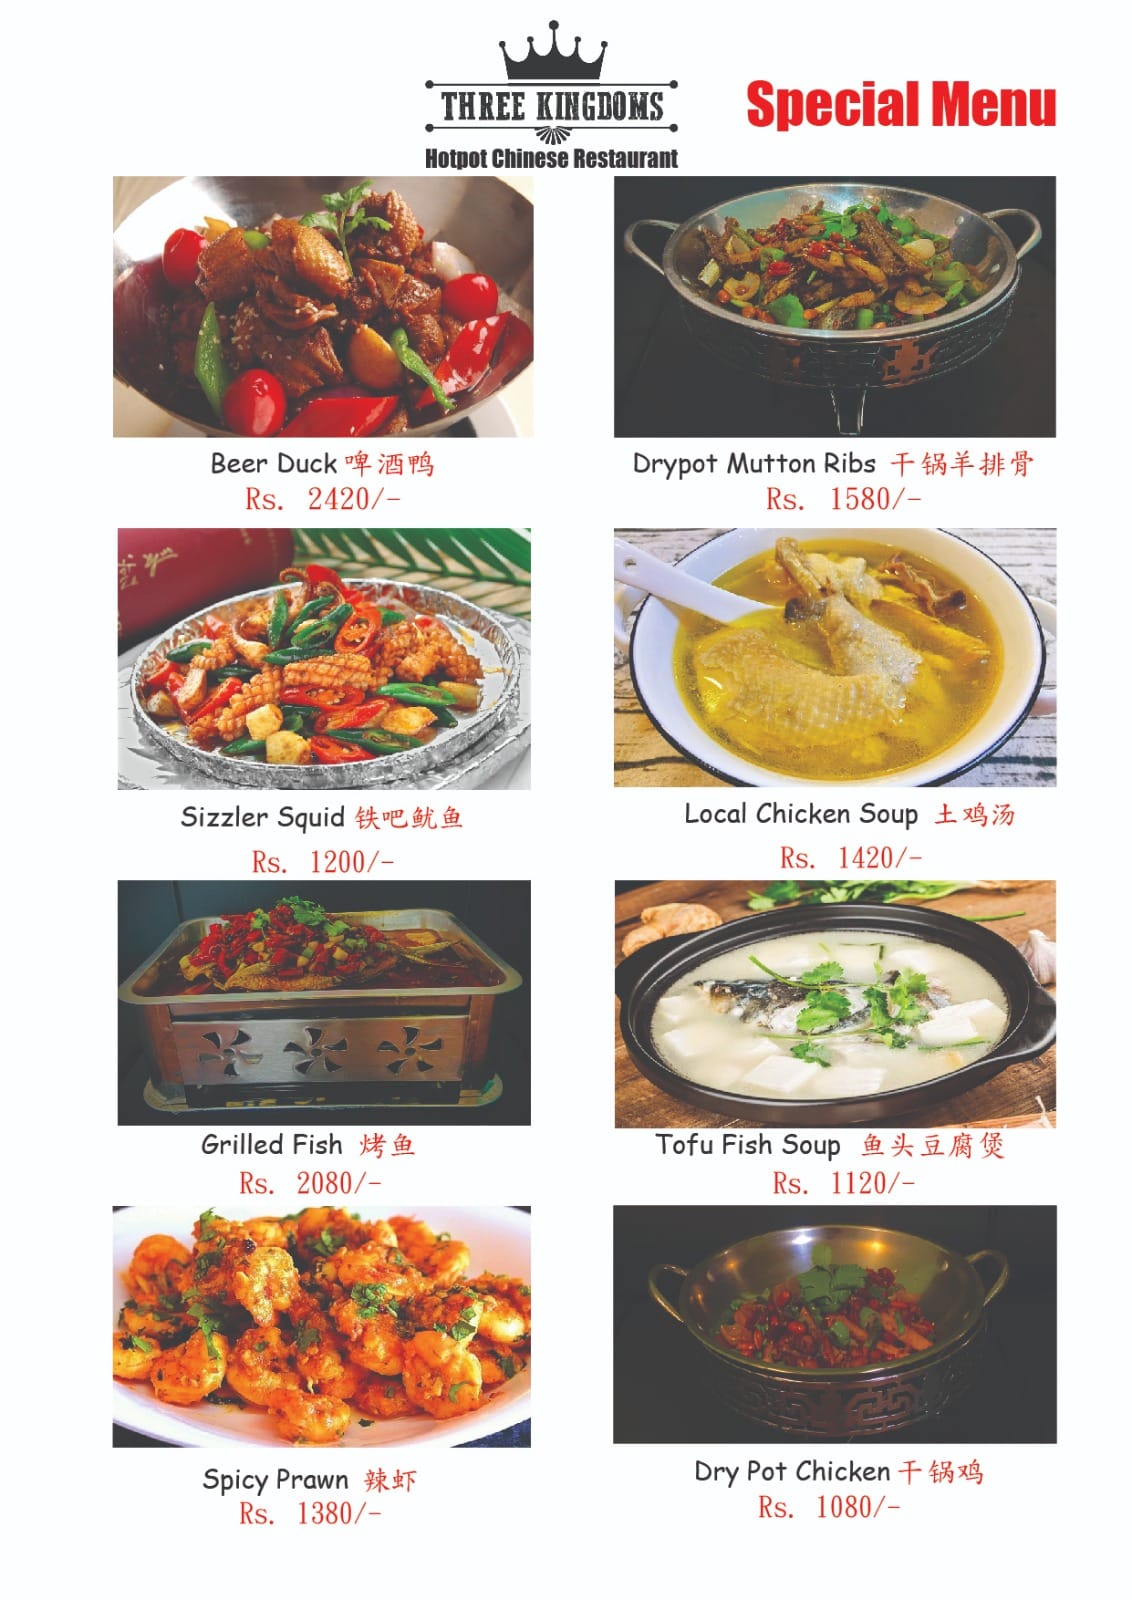 THREE KINGDOMS
Hotpot Chinese Restaurant
Special Menu
Beer Duck 啤酒鸭
Rs. 2420/-
Drypot Mutton Ribs 干锅羊排骨
Rs. 1580/-
Sizzler Squid 铁吧鱿鱼
Rs. 1200/-
Local Chicken Soup 土鸡汤
Rs. 1420/-
Grilled Fish 烤鱼
Rs. 2080/-
Tofu Fish Soup 鱼头豆腐煲
Rs. 1120/-
Spicy Prawn 辣虾
Rs. 1380/-
Dry Pot Chicken 干锅鸡
Rs. 1080/-